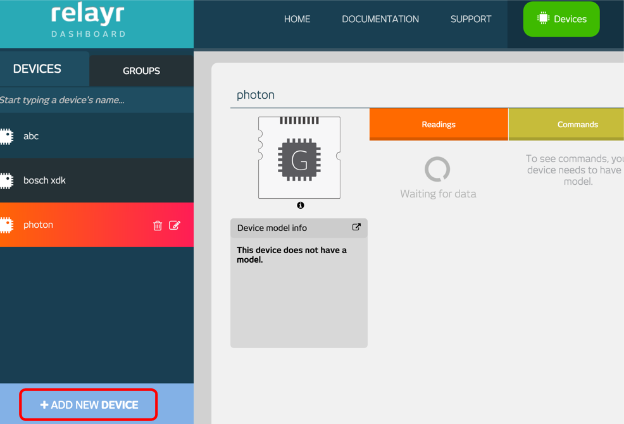 relayr
DASHBOARD
HOME
DOCUMENTATION
SUPPORT
Devices
DEVICES
GROUPS
Start typing a device's name...
abc
bosch xdk
photon
+ ADD NEW DEVICE
photon
G
Device model info
This device does not have a
model.
Readings
Waiting for data
Commands
To see commands, you
device needs to have
model.